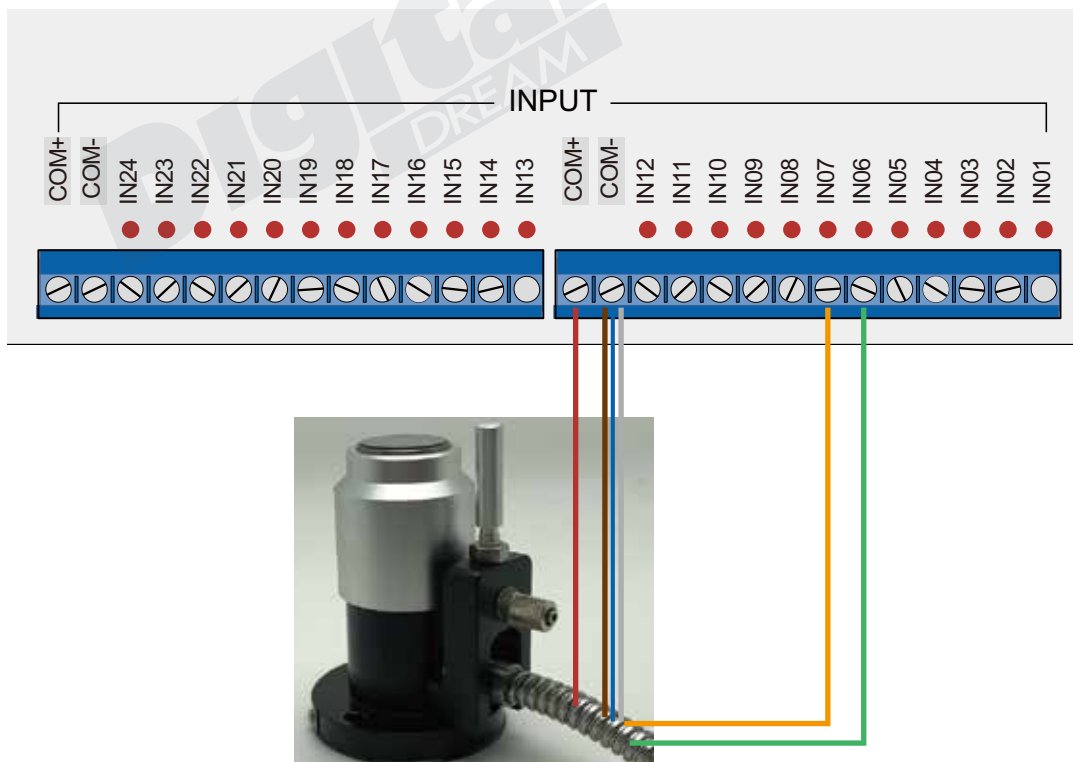 Digital
DREAM
INPUT
COM+ COM- IN24 IN23 IN22 IN21 IN20 IN19 IN18 IN17 IN16 IN15 IN14 IN13 COM+ COM- IN12 IN11 IN10 IN09 IN08 IN07 IN06 IN05 IN04 IN03 IN02 IN01